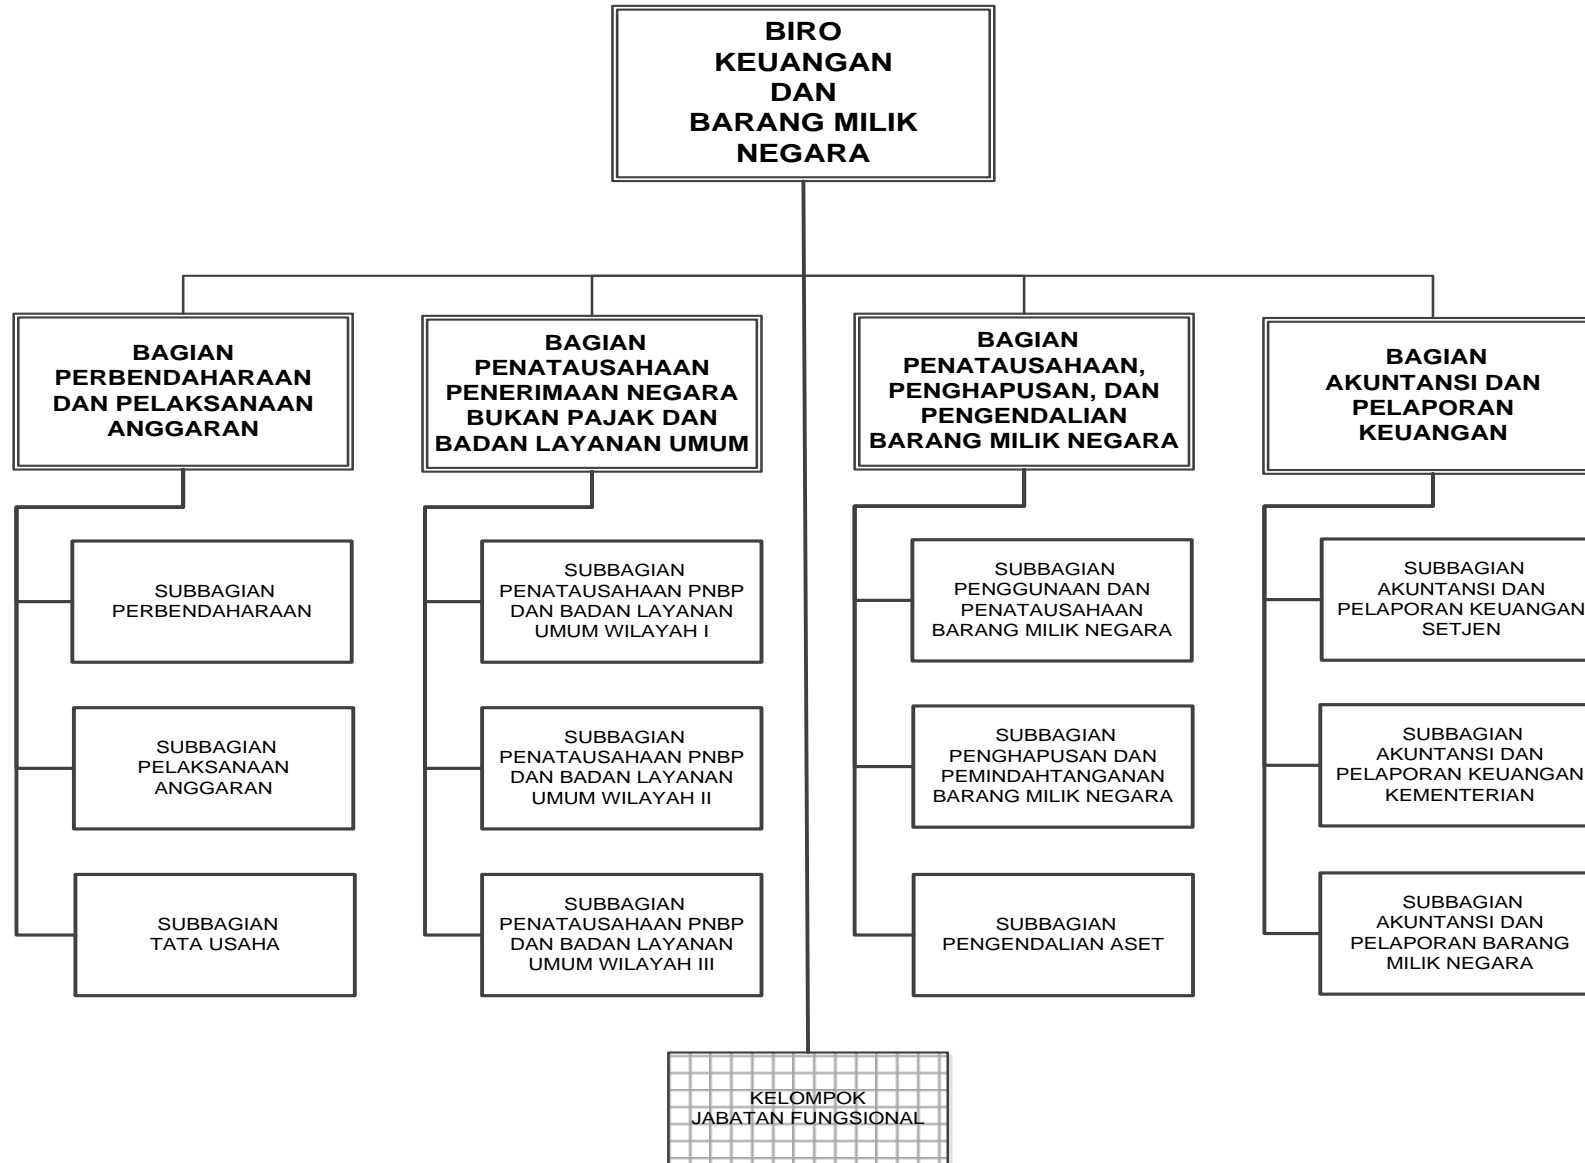 BIRO
KEUANGAN
DAN
BARANG MILIK
NEGARA
BAGIAN
PERBENDAHARAAN
DAN PELAKSANAAN
ANGGARAN
BAGIAN
PENATAUSAHAAN
PENERIMAAN NEGARA
BUKAN PAJAK DAN
BADAN LAYANAN UMUM
BAGIAN
PENATAUSAHAAN,
PENGHAPUSAN, DAN
PENGENDALIAN
BARANG MILIK NEGARA
BAGIAN
AKUNTANSI DAN
PELAPORAN
KEUANGAN
SUBBAGIAN
PERBENDAHARAAN
SUBBAGIAN
PENATAUSAHAAN PNBP
DAN BADAN LAYANAN
UMUM WILAYAH I
SUBBAGIAN
PENGGUNAAN DAN
PENATAUSAHAAN
BARANG MILIK NEGARA
SUBBAGIAN
AKUNTANSI DAN
PELAPORAN KEUANGAN
SETJEN
SUBBAGIAN
PELAKSANAAN
ANGGARAN
SUBBAGIAN
PENATAUSAHAAN PNBP
DAN BADAN LAYANAN
UMUM WILAYAH II
SUBBAGIAN
PENGHAPUSAN DAN
PEMINDAHTANGANAN
BARANG MILIK NEGARA
SUBBAGIAN
AKUNTANSI DAN
PELAPORAN KEUANGAN
KEMENTERIAN
SUBBAGIAN
TATA USAHA
SUBBAGIAN
PENATAUSAHAAN PNBP
DAN BADAN LAYANAN
UMUM WILAYAH III
SUBBAGIAN
PENGENDALIAN ASET
SUBBAGIAN
AKUNTANSI DAN
PELAPORAN BARANG
MILIK NEGARA
KELOMPOK
JABATAN FUNGSIONAL